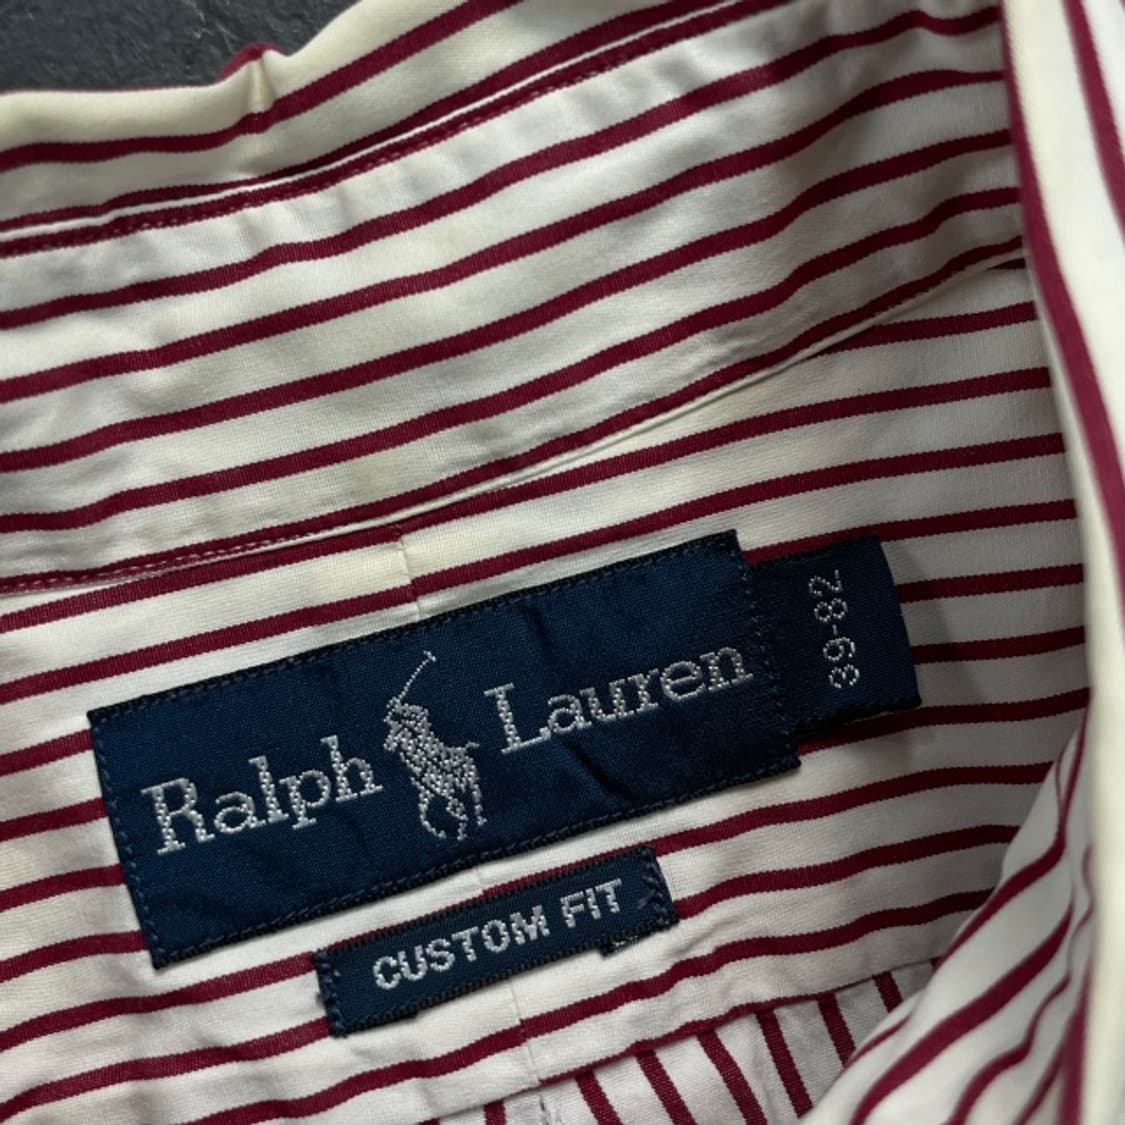 Ralph Lauren
39-82
CUSTOM FIT